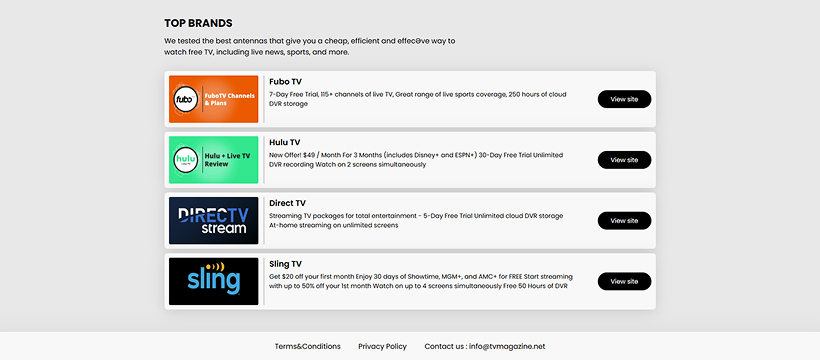 TOP BRANDS
We tested the best antennas that give you a cheap, efficient and effecƟve way to
watch free TV, including live news, sports, and more.
fubo
FuboTV Channels
& Plans
Fubo TV
7-Day Free Trial, 115+ channels of live TV, Great range of live sports coverage, 250 hours of cloud
DVR storage
View site
hulu
Hulu + Live TV
Review
Hulu TV
New Offer! $49 / Month For 3 Months (includes Disney+ and ESPN+) 30-Day Free Trial Unlimited
DVR recording Watch on 2 screens simultaneously
View site
DIRECTV
stream
Direct TV
Streaming TV packages for total entertainment - 5-Day Free Trial Unlimited cloud DVR storage
At-home streaming on unlimited screens
View site
sling
Sling TV
Get $20 off your first month Enjoy 30 days of Showtime, MGM+, and AMC+ for FREE Start streaming
with up to 50% off your 1st month Watch on up to 4 screens simultaneously Free 50 Hours of DVR
View site
Terms&Conditions Privacy Policy Contact us : info@tvmagazine.net